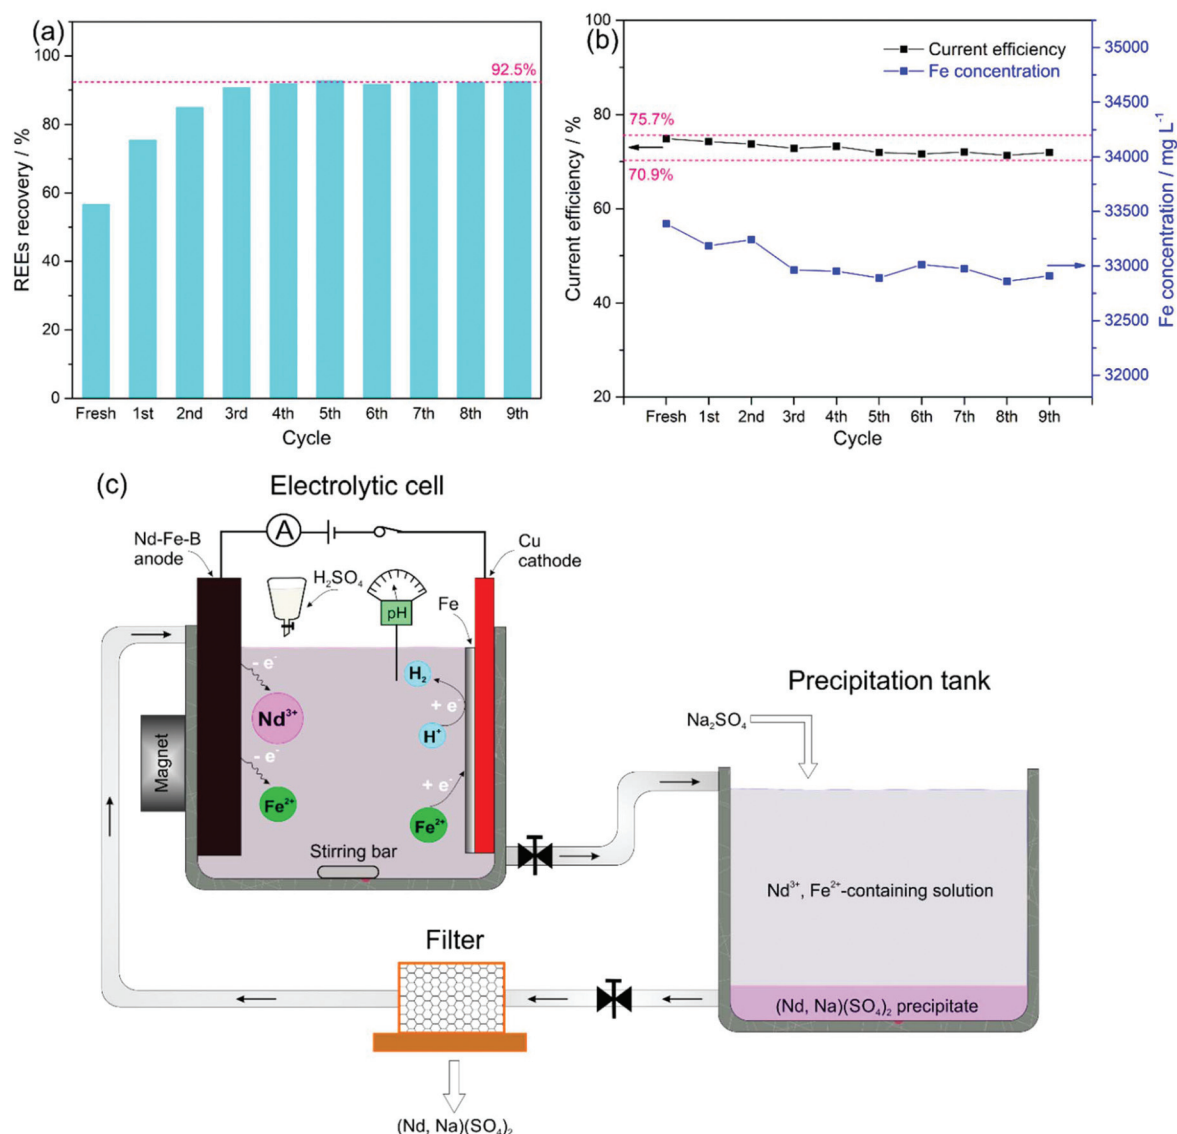 (a)
REEs recovery / %
100
80
60
40
20
0
92.5%
Fresh 1st 2nd 3rd 4th 5th 6th 7th 8th 9th
Cycle
(b)
Current efficiency / %
100
80
60
40
20
Current efficiency
Fe concentration
75.7%
70.9%
35000
34500
34000
33500
33000
32500
32000
Fe concentration / mg L⁻¹
Fresh 1st 2nd 3rd 4th 5th 6th 7th 8th 9th
Cycle
(c)
Electrolytic cell
Nd-Fe-B
anode
A
Cu
cathode
H₂SO₄
pH
Fe
- e⁻
Nd³⁺
- e⁻
Fe²⁺
H₂
+ e⁻
H⁺
+ e⁻
Fe²⁺
Magnet
Stirring bar
Precipitation tank
Na₂SO₄
Nd³⁺, Fe²⁺-containing solution
(Nd, Na)(SO₄)₂ precipitate
Filter
(Nd, Na)(SO₄)₂